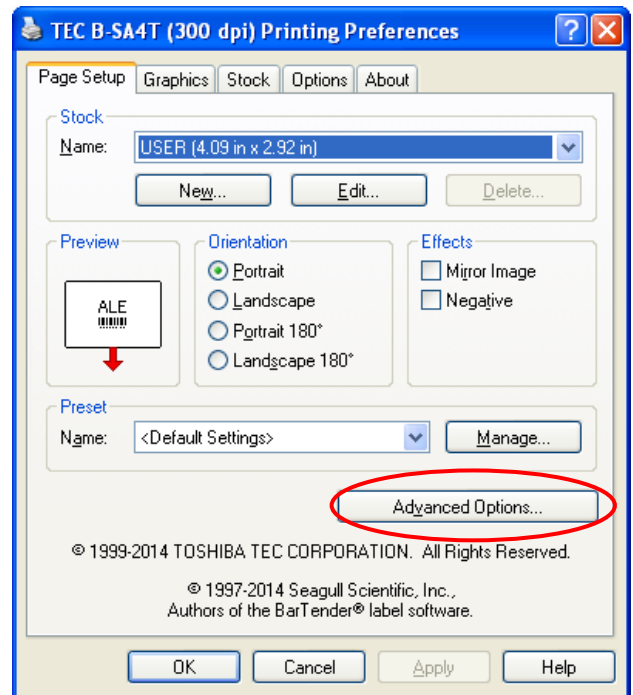 TEC B-SA4T (300 dpi) Printing Preferences
Page Setup Graphics Stock Options About
Stock
Name: USER (4.09 in x 2.92 in)
New... Edit... Delete...
Preview Orientation Effects
Portrait Mirror Image
Landscape Negative
ALE
Portrait 180°
Landscape 180°
Preset
Name: <Default Settings> Manage...
Advanced Options...
© 1999-2014 TOSHIBA TEC CORPORATION. All Rights Reserved.
© 1997-2014 Seagull Scientific, Inc.,
Authors of the BarTender® label software.
OK Cancel Apply Help